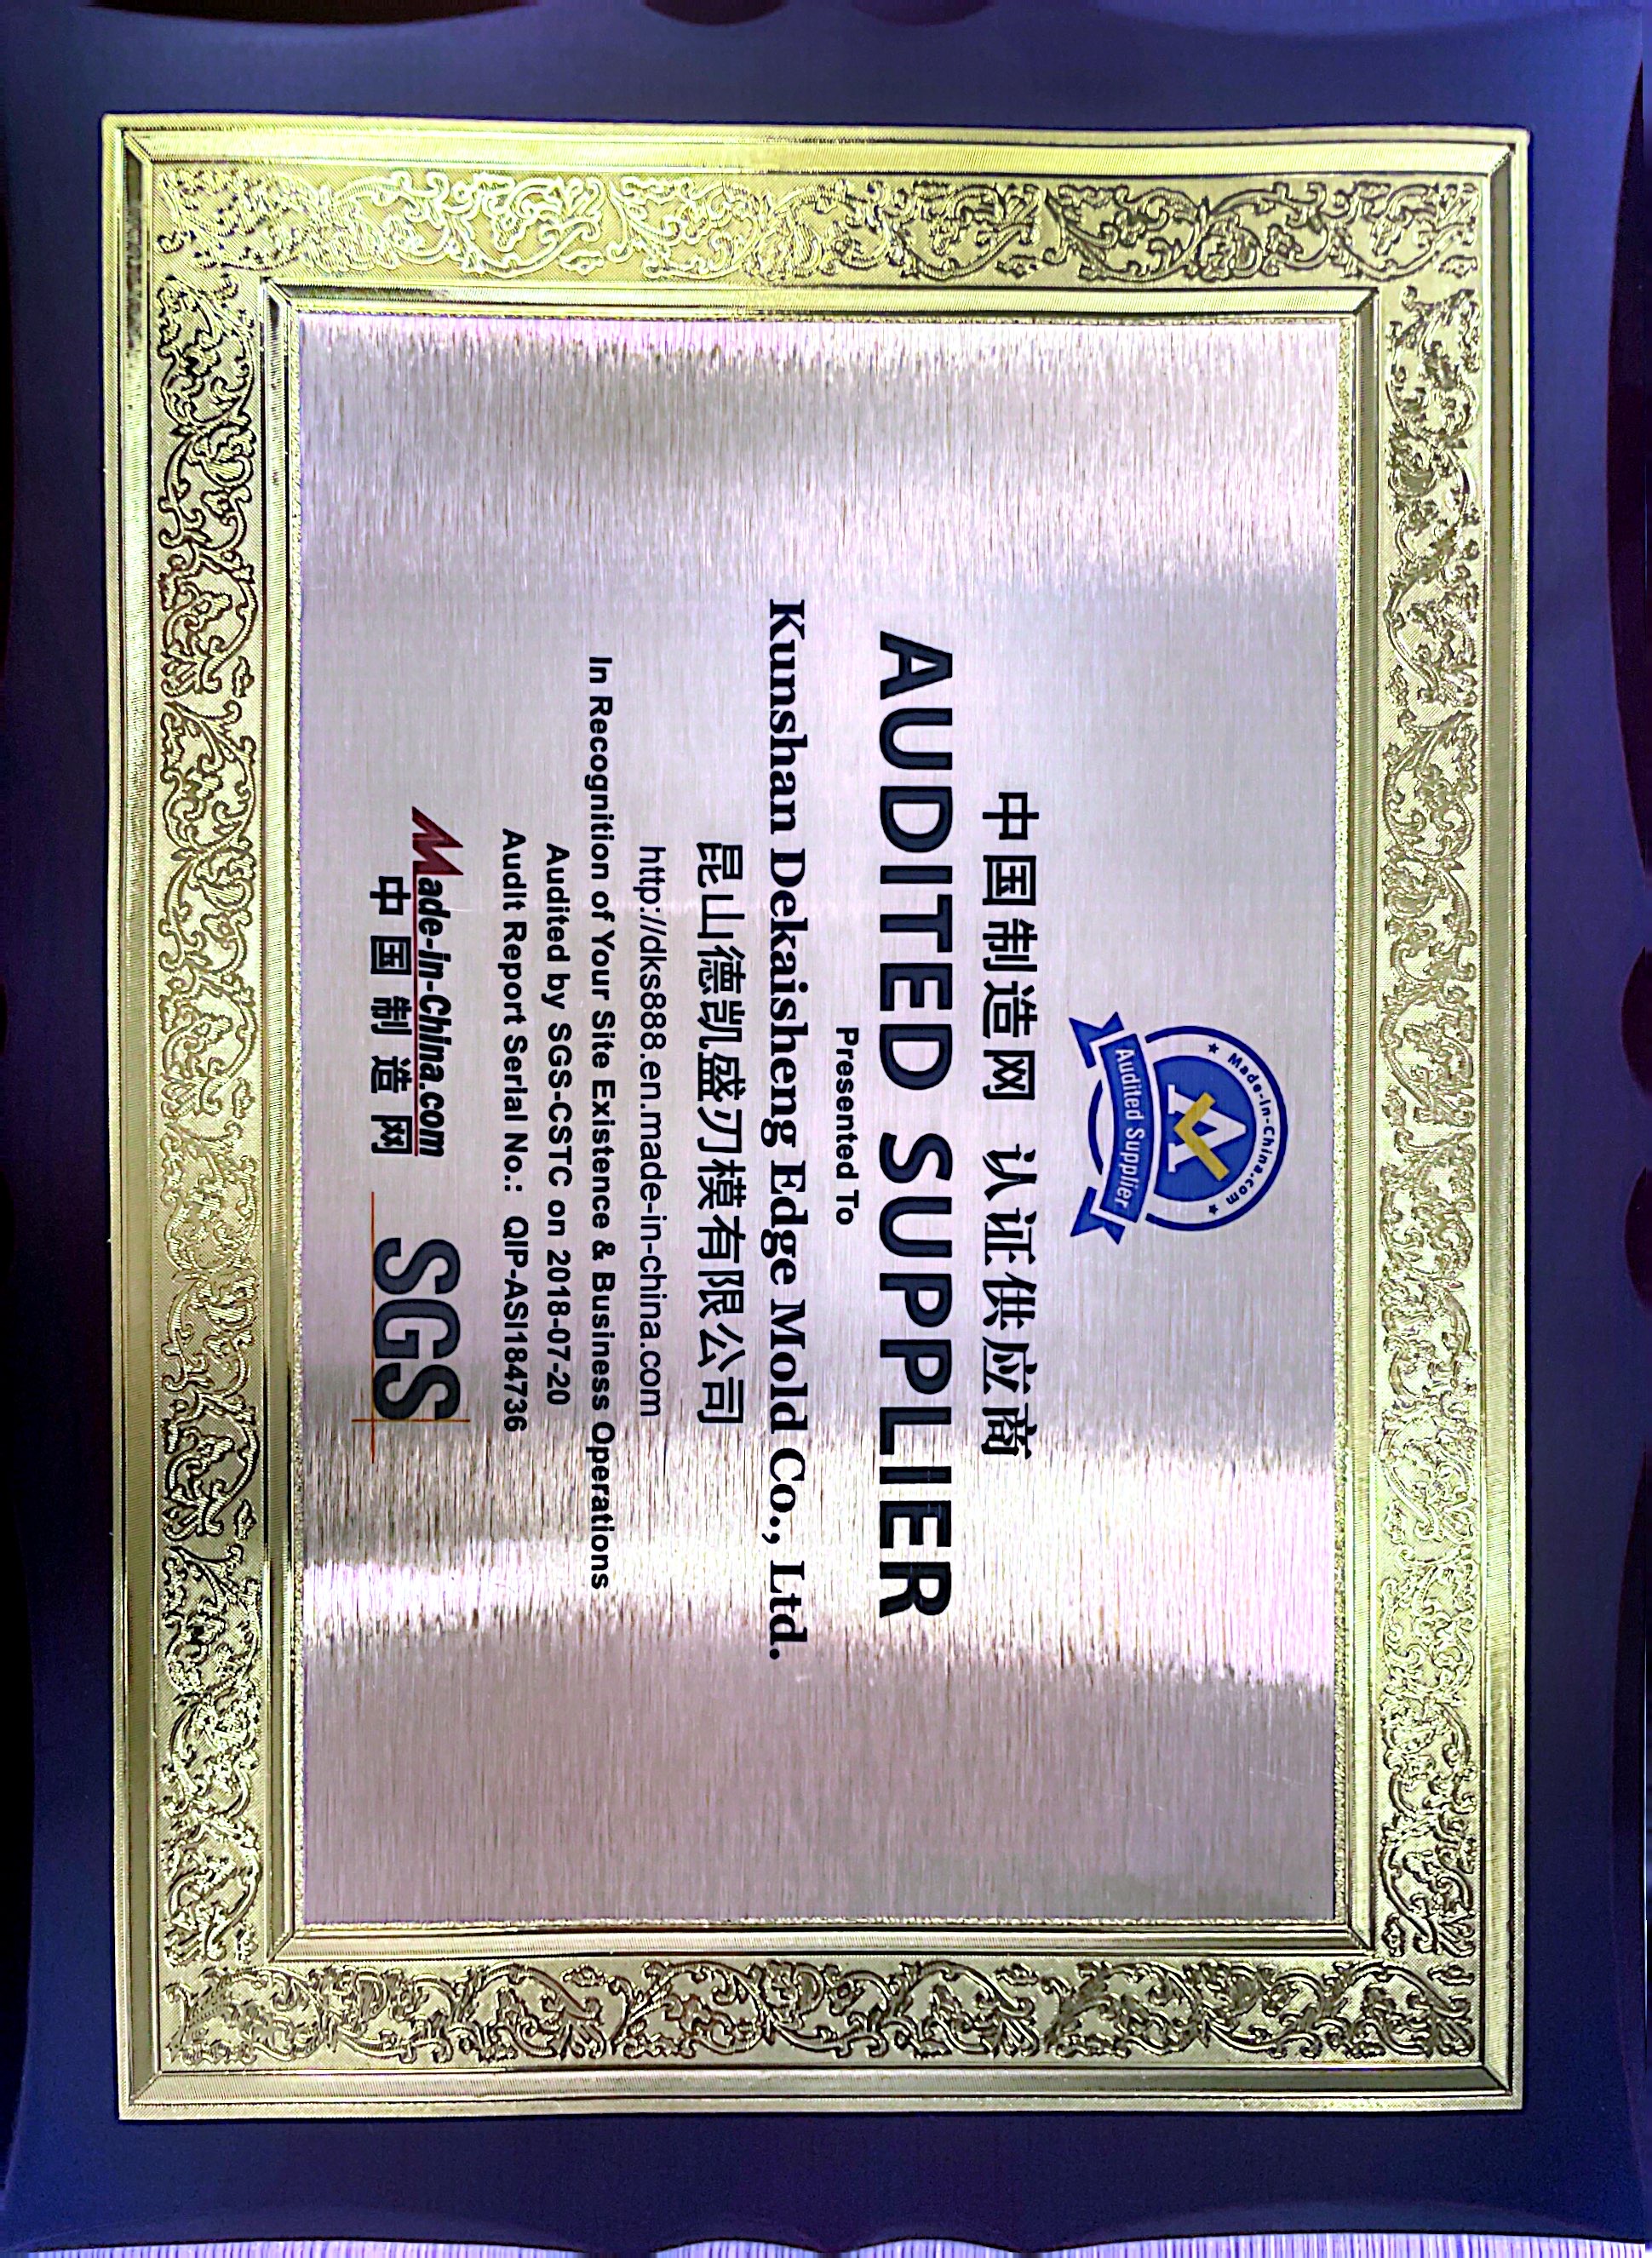 ★ Made-in-China.com ★
Audited Supplier
中国制造网 认证供应商
AUDITED SUPPLIER
Presented To
Kunshan Dekaisheng Edge Mold Co., Ltd.
昆山德凯盛刃模有限公司
http://dks888.en.made-in-china.com
In Recognition of Your Site Existence & Business Operations
Audited by SGS-CSTC on 2018-07-20
Audit Report Serial No.: QIP-ASI184736
Made-in-China.com
中国制造网
SGS